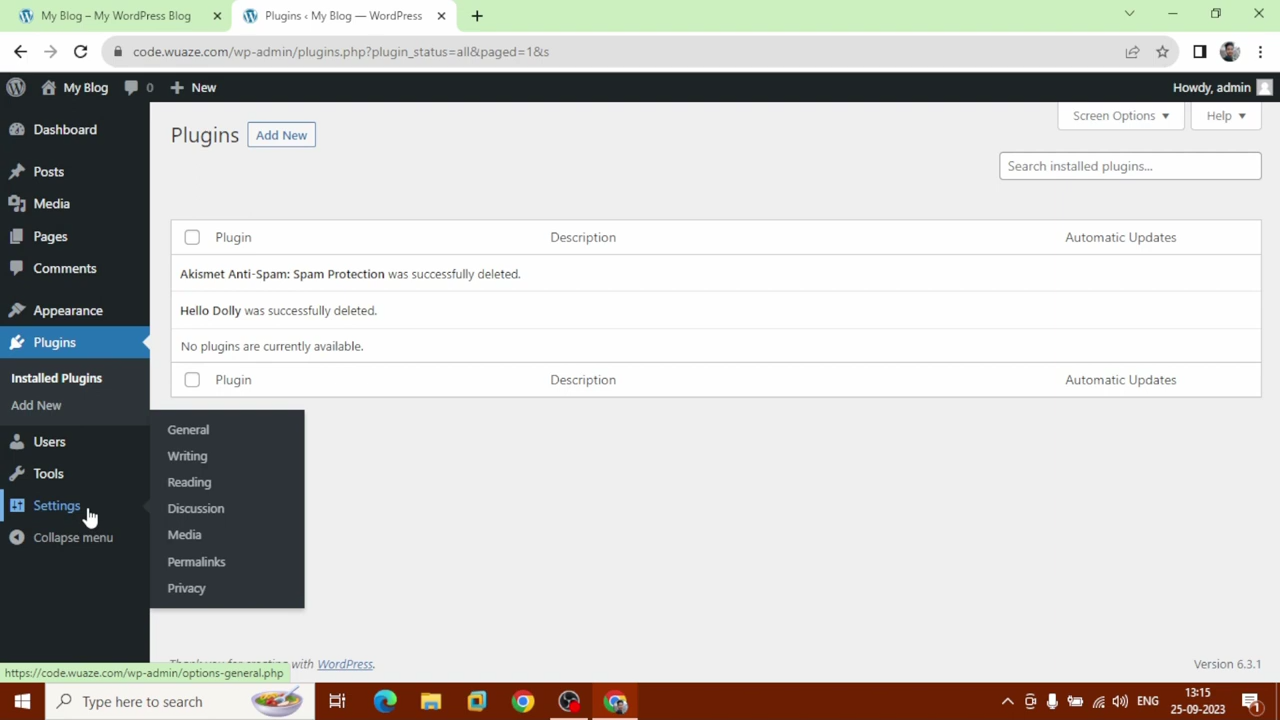 My Blog – My WordPress Blog
Plugins ‹ My Blog — WordPress
code.wuaze.com/wp-admin/plugins.php?plugin_status=all&paged=1&s
My Blog
0
New
Howdy, admin
Dashboard
Posts
Media
Pages
Comments
Appearance
Plugins
Installed Plugins
Add New
Users
Tools
Settings
Collapse menu
General
Writing
Reading
Discussion
Media
Permalinks
Privacy
Plugins
Add New
Screen Options
Help
Search installed plugins...
Plugin Description Automatic Updates
Akismet Anti-Spam: Spam Protection was successfully deleted.
Hello Dolly was successfully deleted.
No plugins are currently available.
Plugin Description Automatic Updates
Thank you for creating with WordPress.
Version 6.3.1
https://code.wuaze.com/wp-admin/options-general.php
Type here to search
ENG
13:15
25-09-2023
1